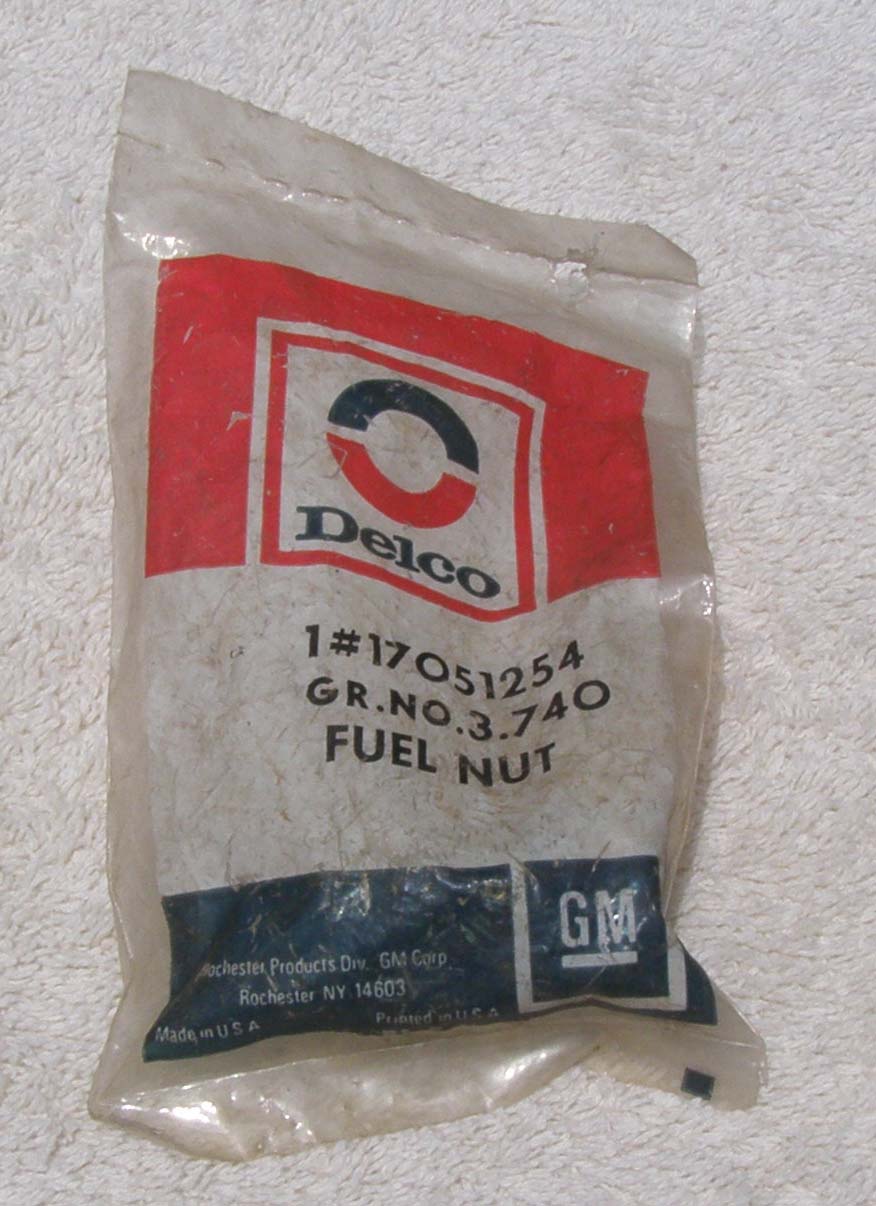 Delco
1#17051254
GR.NO.3.740
FUEL NUT
GM
Rochester Products Div. GM Corp.
Rochester NY 14603
Made in U S A
Printed in U S A